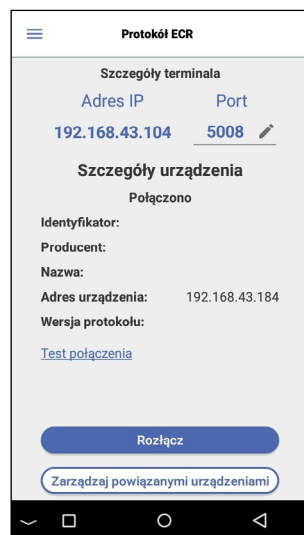 Protokół ECR
Szczegóły terminala
Adres IP Port
192.168.43.104 5008
Szczegóły urządzenia
Połączono
Identyfikator:
Producent:
Nazwa:
Adres urządzenia: 192.168.43.184
Wersja protokołu:
Test połączenia
Rozłącz
Zarządzaj powiązanymi urządzeniami